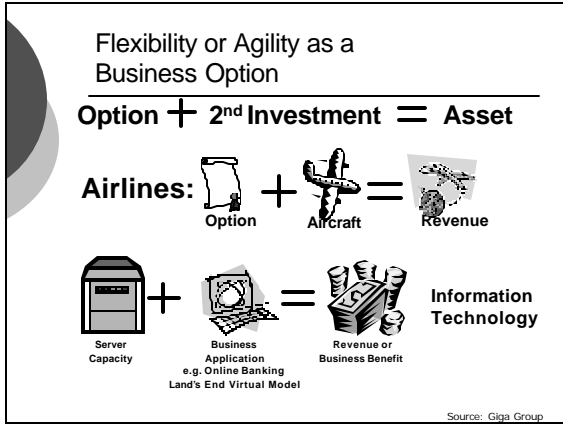 Flexibility or Agility as a
Business Option
Option + 2nd Investment = Asset
Airlines: + =
Option Aircraft Revenue
+ =
Information
Technology
Server
Capacity
Business
Application
e.g. Online Banking
Land's End Virtual Model
Revenue or
Business Benefit
Source: Giga Group